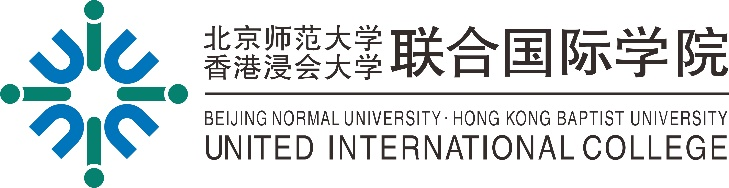 北京师范大学
香港浸会大学
联合国际学院
BEIJING NORMAL UNIVERSITY · HONG KONG BAPTIST UNIVERSITY
UNITED INTERNATIONAL COLLEGE